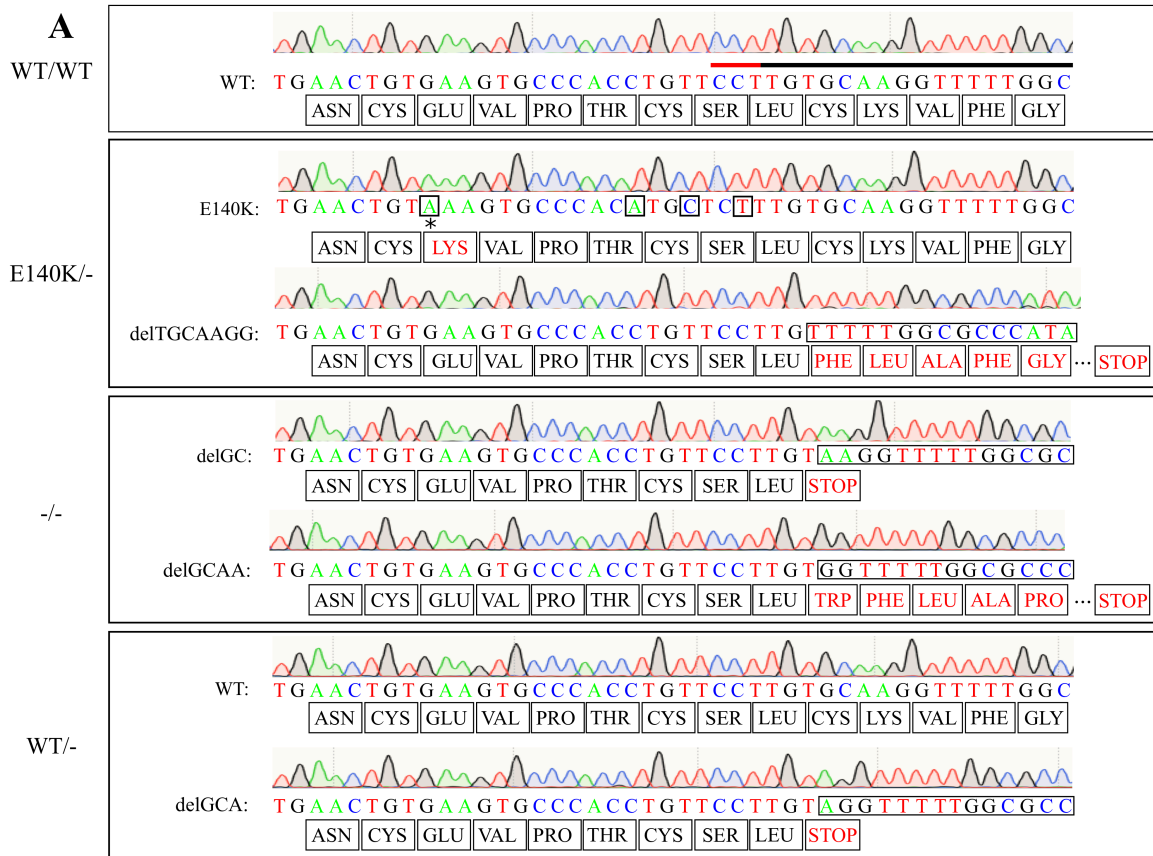 A
WT/WT
WT: TGAACTGTGAAGTGCCCACCTGTTCCTTGTGCAAGGTTTTTGGC
ASN CYS GLU VAL PRO THR CYS SER LEU CYS LYS VAL PHE GLY
E140K/-
E140K: TGAACTGTAAAGTGCCCACATGCTCTTTGTGCAAGGTTTTTGGC
*
ASN CYS LYS VAL PRO THR CYS SER LEU CYS LYS VAL PHE GLY
delTGCAAGG: TGAACTGTGAAGTGCCCACCTGTTCCTTGTTTTTGGCGCCCATA
ASN CYS GLU VAL PRO THR CYS SER LEU PHE LEU ALA PHE GLY ... STOP
-/-
delGC: TGAACTGTGAAGTGCCCACCTGTTCCTTGTAAGGTTTTTGGCGC
ASN CYS GLU VAL PRO THR CYS SER LEU STOP
delGCAA: TGAACTGTGAAGTGCCCACCTGTTCCTTGTGGTTTTTGGCGCCC
ASN CYS GLU VAL PRO THR CYS SER LEU TRP PHE LEU ALA PRO ... STOP
WT/-
WT: TGAACTGTGAAGTGCCCACCTGTTCCTTGTGCAAGGTTTTTGGC
ASN CYS GLU VAL PRO THR CYS SER LEU CYS LYS VAL PHE GLY
delGCA: TGAACTGTGAAGTGCCCACCTGTTCCTTGTAGGTTTTTGGCGCC
ASN CYS GLU VAL PRO THR CYS SER LEU STOP